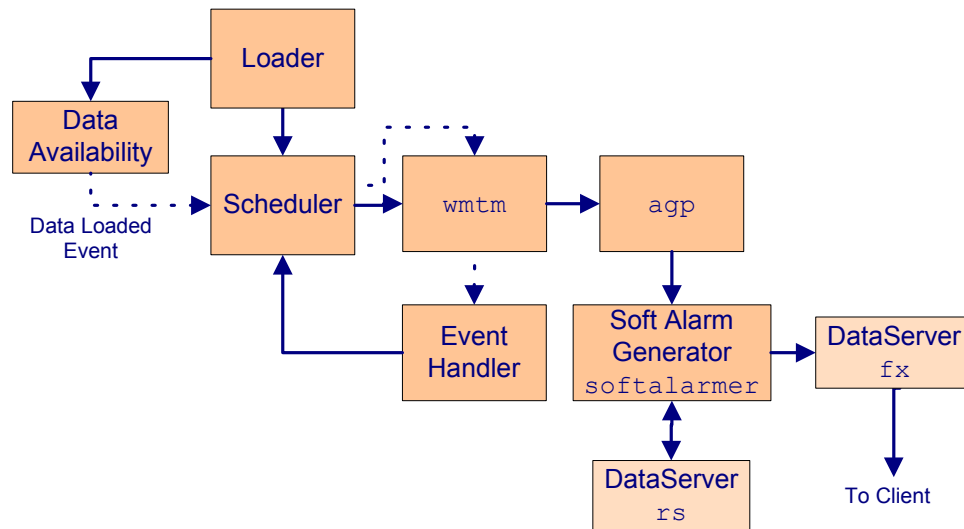 Loader
Data
Availability
Scheduler
wmtm
agp
Data Loaded
Event
Event
Handler
Soft Alarm
Generator
softalarmer
DataServer
fx
DataServer
rs
To Client